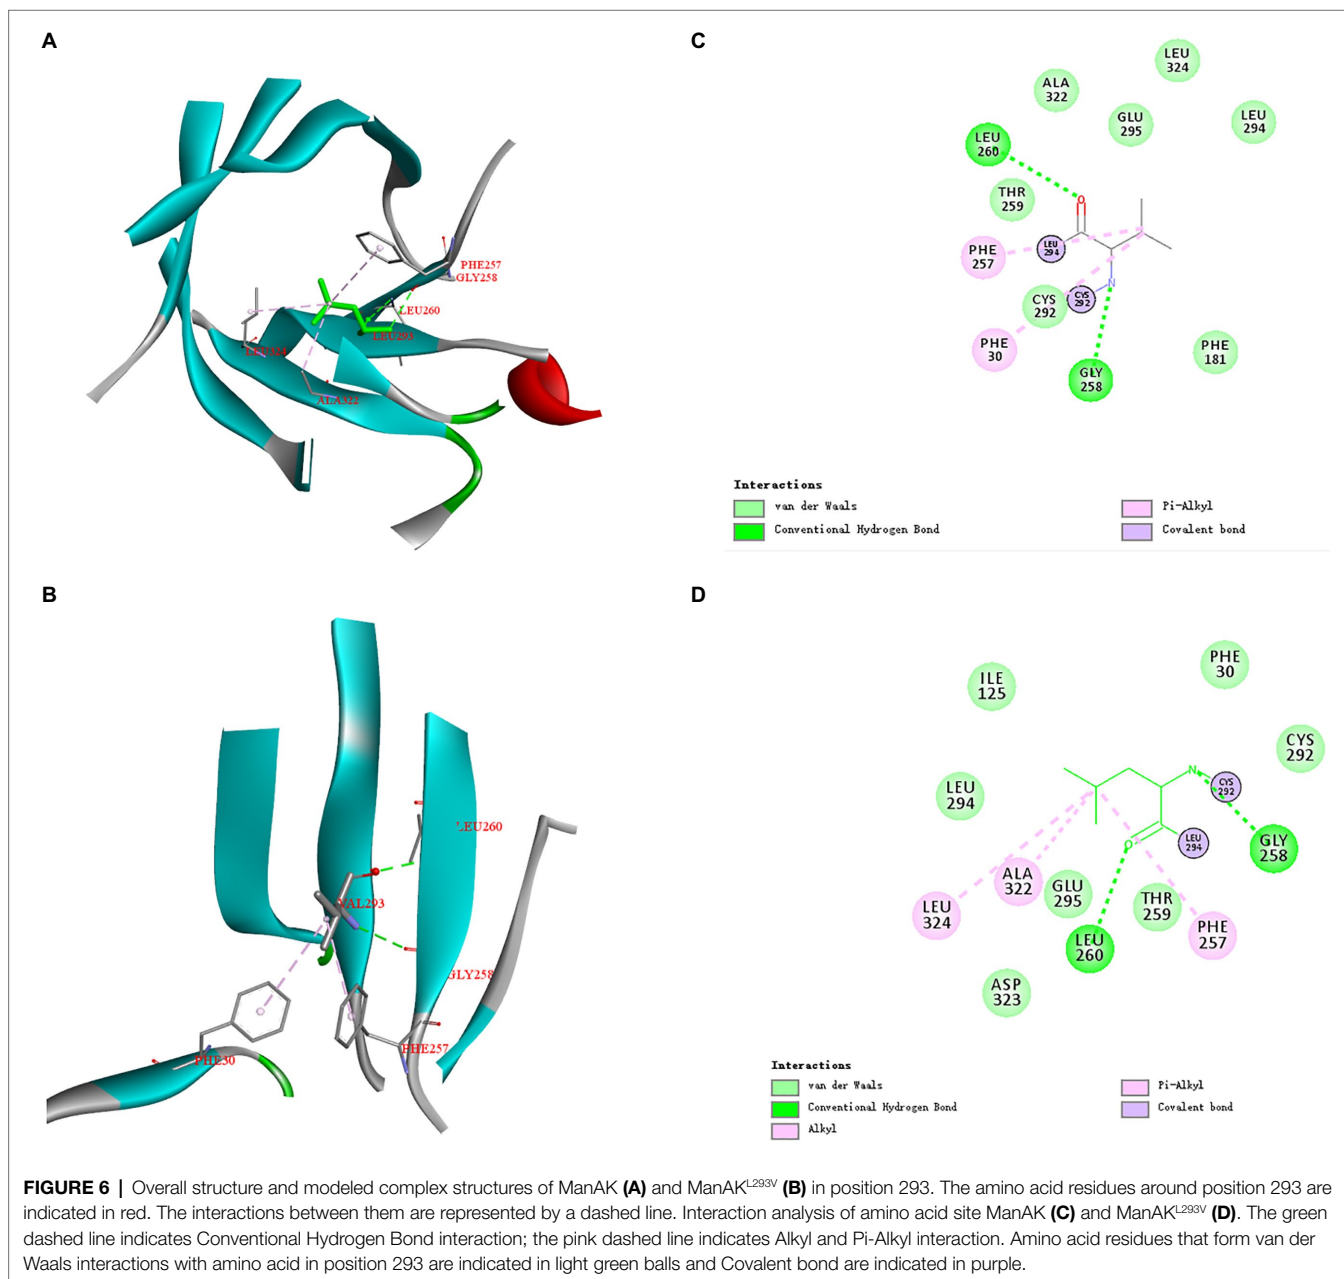 A
PHE257
GLY258
LEU260
LEU293
LEU324
ALA322
C
LEU
324
ALA
322
GLU
295
LEU
294
LEU
260
THR
259
PHE
257
LEU
294
CYS
292
CYS
292
PHE
30
GLY
258
PHE
181
O
N
Interactions
van der Waals
Conventional Hydrogen Bond
Pi-Alkyl
Covalent bond
B
LEU260
VAL293
GLY258
PHE257
PHE30
D
PHE
30
ILE
125
CYS
292
N
CYS
292
LEU
294
O
LEU
294
GLY
258
ALA
322
GLU
295
THR
259
LEU
324
PHE
257
LEU
260
ASP
323
Interactions
van der Waals
Conventional Hydrogen Bond
Alkyl
Pi-Alkyl
Covalent bond
FIGURE 6 | Overall structure and modeled complex structures of ManAK (A) and ManAK^L293V (B) in position 293. The amino acid residues around position 293 are
indicated in red. The interactions between them are represented by a dashed line. Interaction analysis of amino acid site ManAK (C) and ManAK^L293V (D). The green
dashed line indicates Conventional Hydrogen Bond interaction; the pink dashed line indicates Alkyl and Pi-Alkyl interaction. Amino acid residues that form van der
Waals interactions with amino acid in position 293 are indicated in light green balls and Covalent bond are indicated in purple.